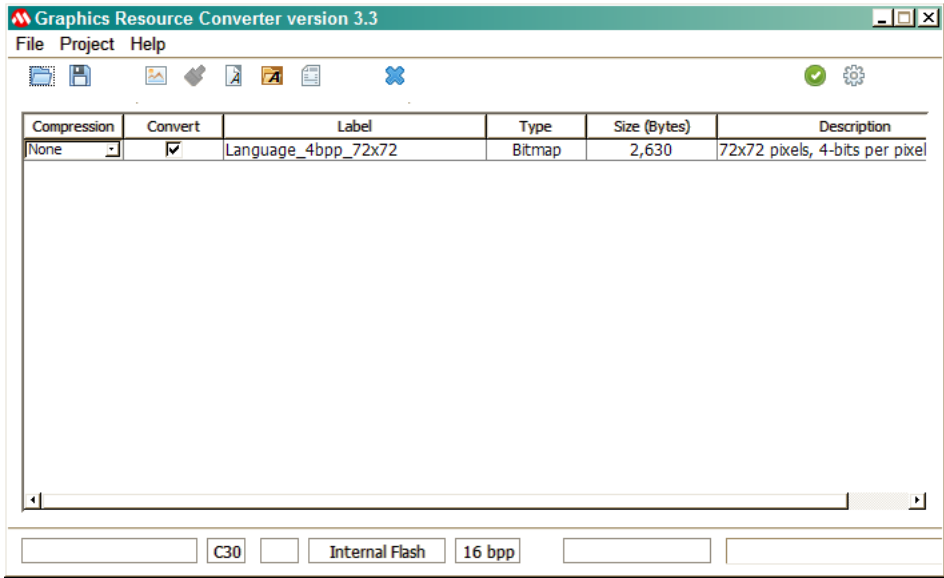 Graphics Resource Converter version 3.3
File Project Help
Compression Convert Label Type Size (Bytes) Description
None Language_4bpp_72x72 Bitmap 2,630 72x72 pixels, 4-bits per pixel
C30 Internal Flash 16 bpp